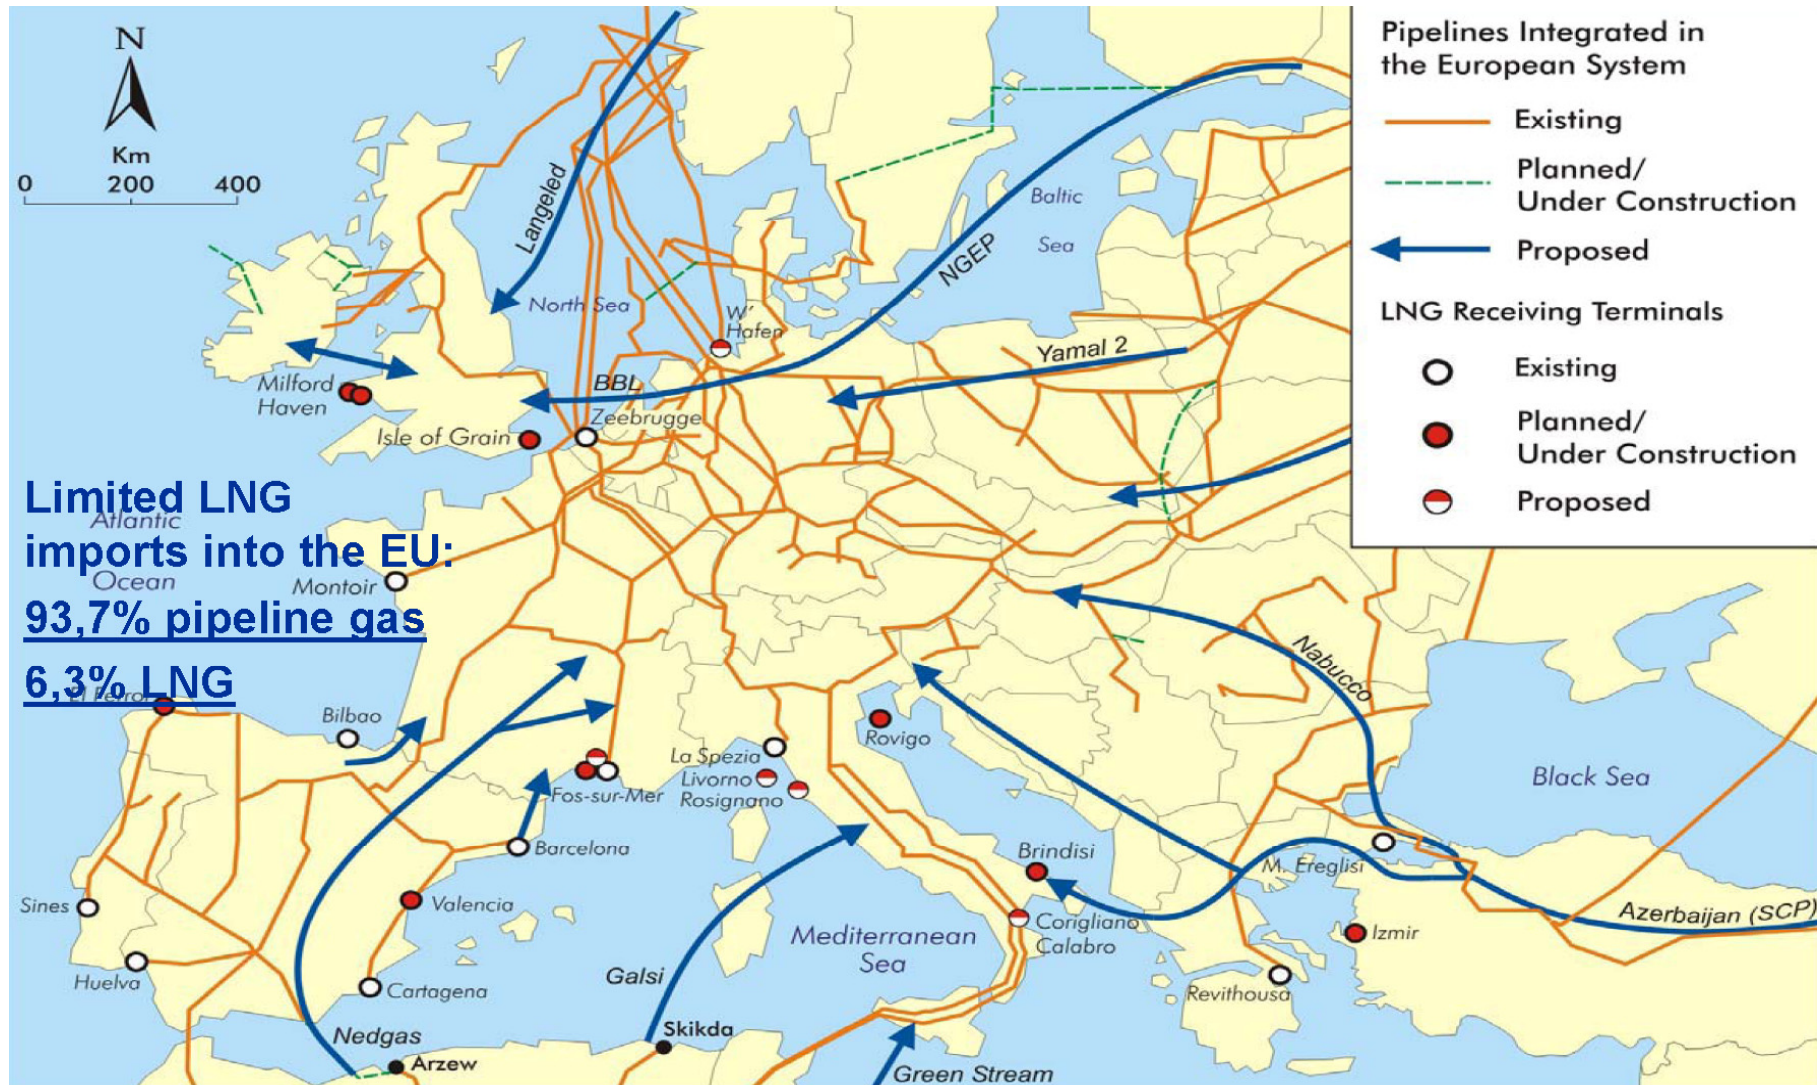 N
Km
0 200 400
Pipelines Integrated in
the European System
Existing
Planned/
Under Construction
Proposed
LNG Receiving Terminals
Existing
Planned/
Under Construction
Proposed
Langeled
North Sea
Baltic
Sea
NGEP
W'
Hafen
Yamal 2
BBL
Zeebrugge
Milford
Haven
Isle of Grain
Limited LNG
imports into the EU:
93,7% pipeline gas
6,3% LNG
Atlantic
Ocean
Montoir
El Ferrol
Bilbao
Nabucco
La Spezia
Livorno
Rosignano
Rovigo
Fos-sur-Mer
Black Sea
Barcelona
Brindisi
M. Ereglisi
Sines
Valencia
Azerbaijan (SCP)
Corigliano
Calabro
Izmir
Mediterranean
Sea
Huelva
Cartagena
Galsi
Revithousa
Nedgas
Skikda
Arzew
Green Stream